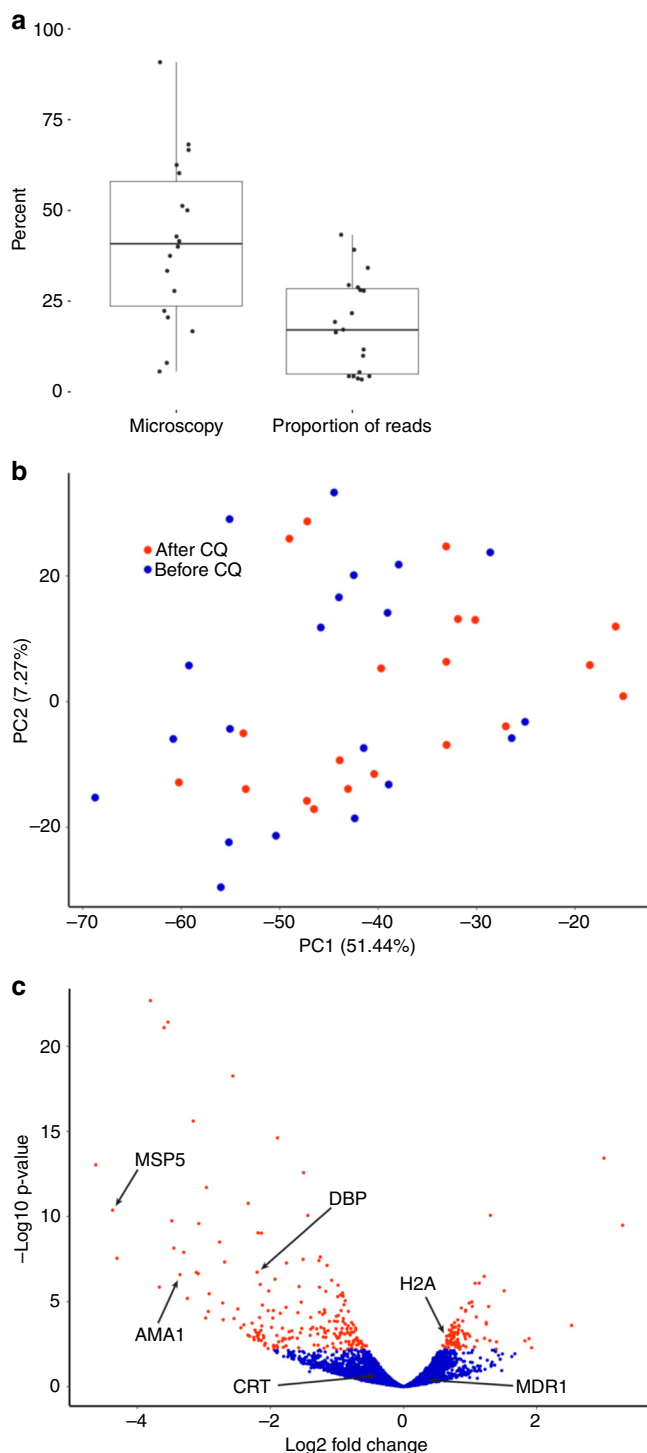 a
100
75
50
25
0
Percent
Microscopy
Proportion of reads
b
After CQ
Before CQ
20
0
−20
PC2 (7.27%)
−70
−60
−50
−40
−30
−20
PC1 (51.44%)
c
20
15
10
5
0
−Log10 p-value
MSP5
DBP
H2A
AMA1
CRT
MDR1
−4
−2
0
2
Log2 fold change